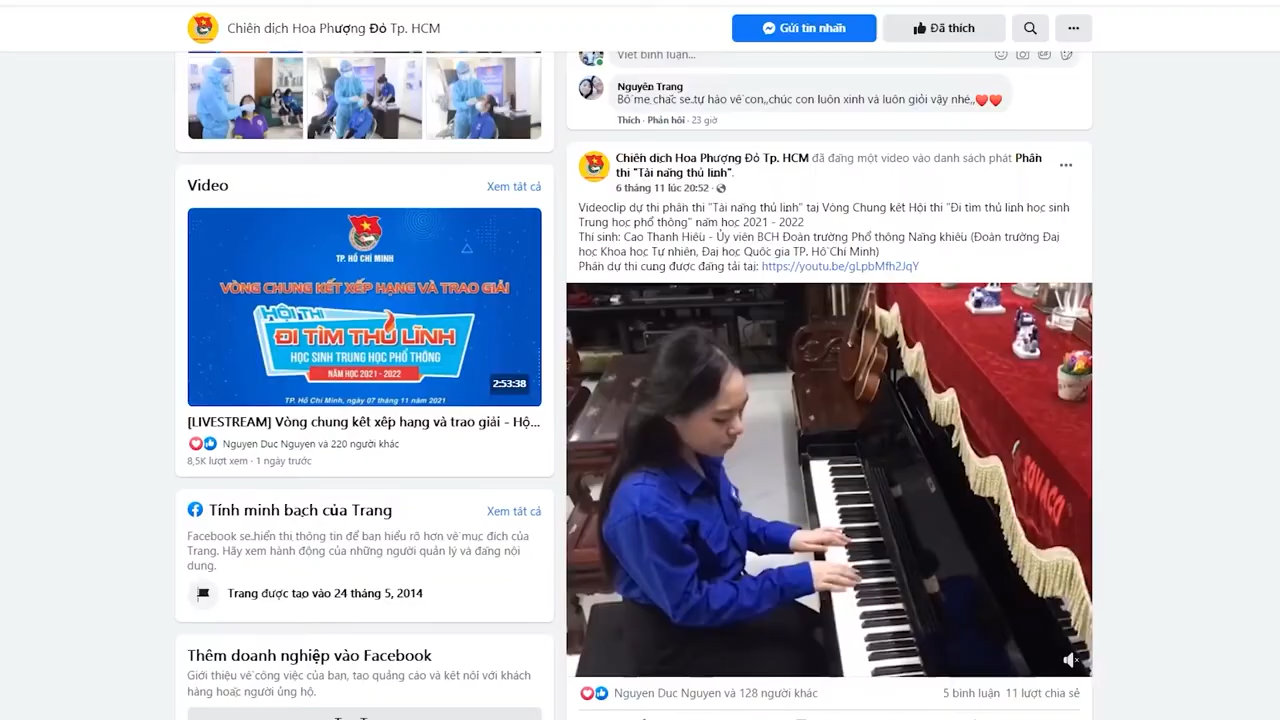 Chiến dịch Hoa Phượng Đỏ Tp. HCM
Gửi tin nhắn
Đã thích
Video
Xem tất cả
TP. HỒ CHÍ MINH
VÒNG CHUNG KẾT XẾP HẠNG VÀ TRAO GIẢI
HỘI THI
ĐI TÌM THỦ LĨNH
HỌC SINH TRUNG HỌC PHỔ THÔNG
NĂM HỌC 2021 - 2022
2:53:38
TP. Hồ Chí Minh, ngày 07 tháng 11 năm 2021
[LIVESTREAM] Vòng chung kết xếp hạng và trao giải - Hộ...
Nguyen Duc Nguyen và 220 người khác
8,5K lượt xem · 1 ngày trước
Tính minh bạch của Trang
Xem tất cả
Facebook sẽ hiển thị thông tin để bạn hiểu rõ hơn về mục đích của
Trang. Hãy xem hành động của những người quản lý và đăng nội
dung.
Trang được tạo vào 24 tháng 5, 2014
Thêm doanh nghiệp vào Facebook
Giới thiệu về công việc của bạn, tạo quảng cáo và kết nối với khách
hàng hoặc người ủng hộ.
Viết bình luận...
Nguyễn Trang
Bố mẹ chắc sẽ tự hào về con,,chúc con luôn xinh và luôn giỏi vậy nhé,,❤️❤️
Thích · Phản hồi · 23 giờ
Chiến dịch Hoa Phượng Đỏ Tp. HCM đã đăng một video vào danh sách phát Phần
thi "Tài năng thủ lĩnh".
6 tháng 11 lúc 20:52 ·
Videoclip dự thi phần thi "Tài năng thủ lĩnh" tại Vòng Chung kết Hội thi "Đi tìm thủ lĩnh học sinh
Trung học phổ thông" năm học 2021 - 2022
Thí sinh: Cao Thanh Hiếu - Ủy viên BCH Đoàn trường Phổ thông Năng khiếu (Đoàn trường Đại
học Khoa học Tự nhiên, Đại học Quốc gia TP. Hồ Chí Minh)
Phần dự thi cũng được đăng tải tại: https://youtu.be/gLpbMfh2JqY
Nguyen Duc Nguyen và 128 người khác
5 bình luận 11 lượt chia sẻ